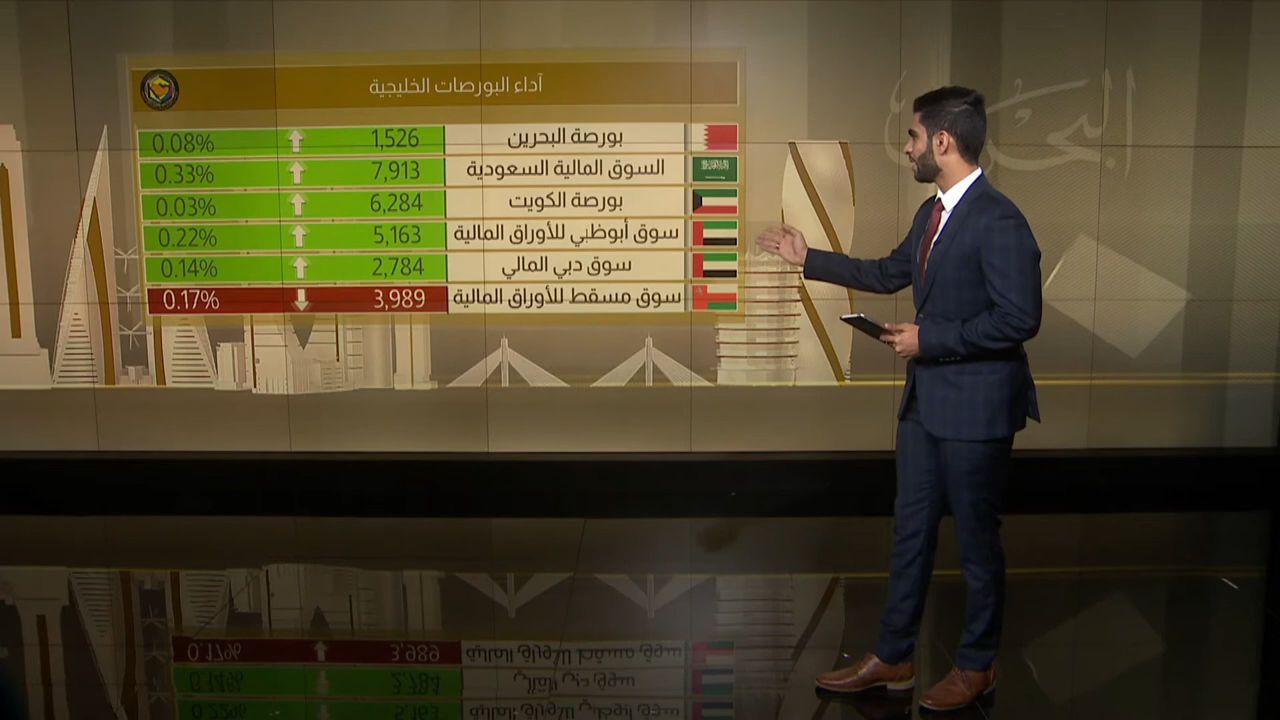 آداء البورصات الخليجية
بورصة البحرين 1,526 0.08%
السوق المالية السعودية 7,913 0.33%
بورصة الكويت 6,284 0.03%
سوق أبوظبي للأوراق المالية 5,163 0.22%
سوق دبي المالي 2,784 0.14%
سوق مسقط للأوراق المالية 3,989 0.17%
البحرين